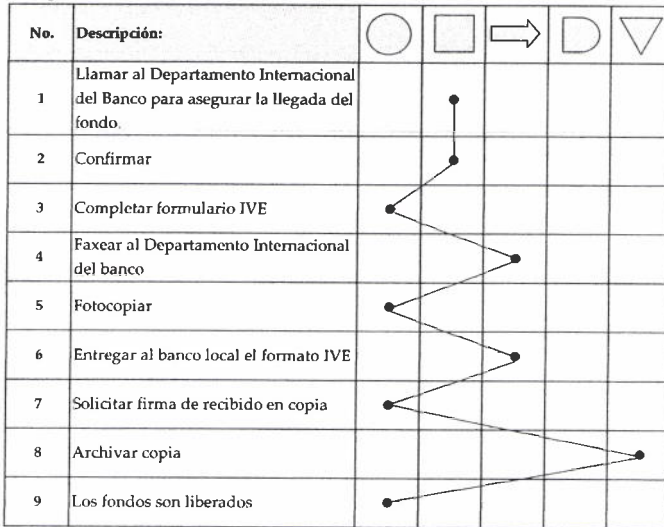 No. Descripción:
1 Llamar al Departamento Internacional
del Banco para asegurar la llegada del
fondo.
2 Confirmar
3 Completar formulario IVE
4 Faxear al Departamento Internacional
del banco
5 Fotocopiar
6 Entregar al banco local el formato IVE
7 Solicitar firma de recibido en copia
8 Archivar copia
9 Los fondos son liberados